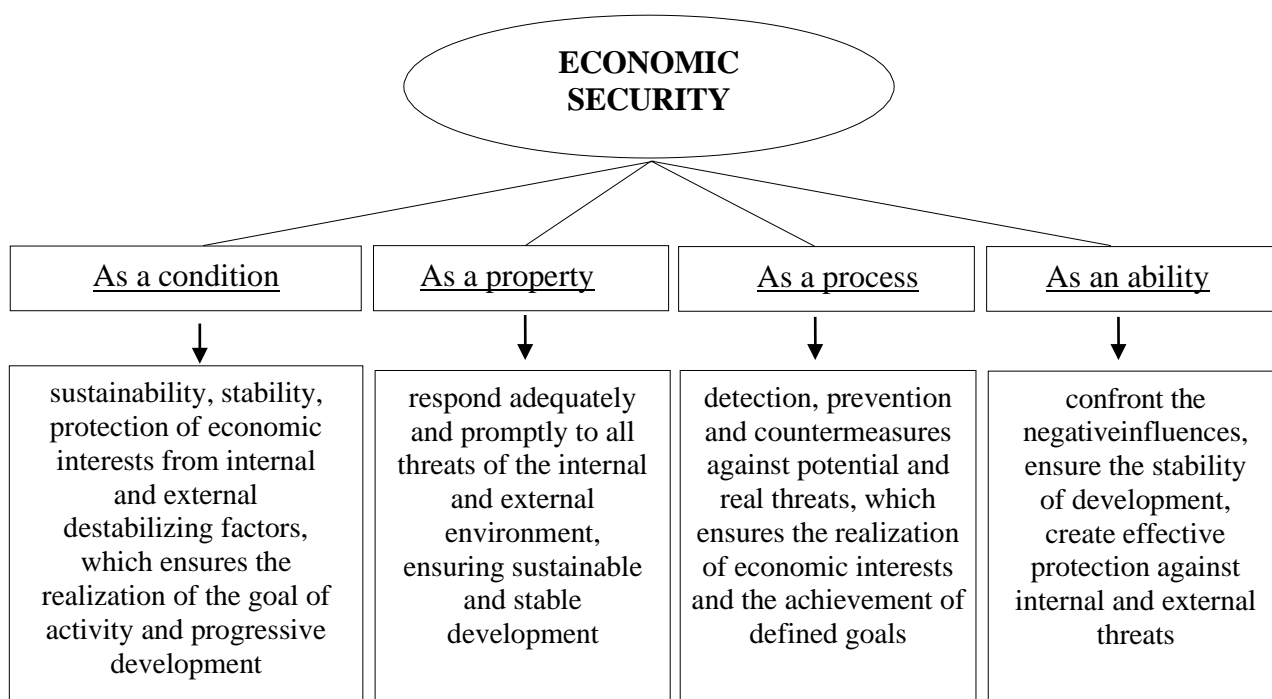 ECONOMIC
SECURITY
As a condition
As a property
As a process
As an ability
sustainability, stability,
protection of economic
interests from internal
and external
destabilizing factors,
which ensures the
realization of the goal of
activity and progressive
development
respond adequately
and promptly to all
threats of the internal
and external
environment,
ensuring sustainable
and stable
development
detection, prevention
and countermeasures
against potential and
real threats, which
ensures the realization
of economic interests
and the achievement of
defined goals
confront the
negativeinfluences,
ensure the stability
of development,
create effective
protection against
internal and external
threats